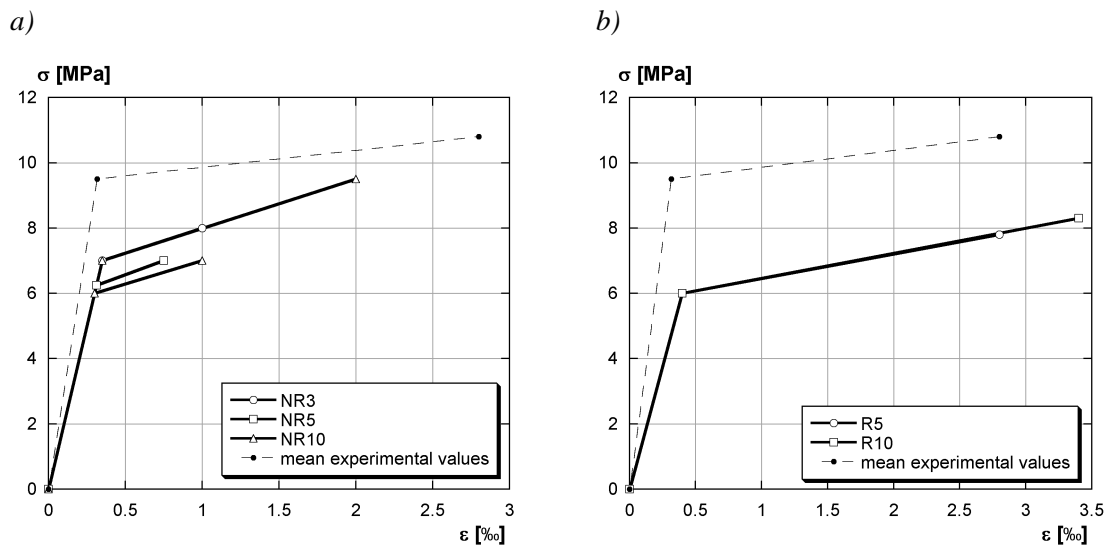 a)
σ [MPa]
12
10
8
6
4
2
0
0
0.5
1
1.5
2
2.5
3
ε [‰]
NR3
NR5
NR10
mean experimental values
b)
σ [MPa]
12
10
8
6
4
2
0
0
0.5
1
1.5
2
2.5
3
3.5
ε [‰]
R5
R10
mean experimental values